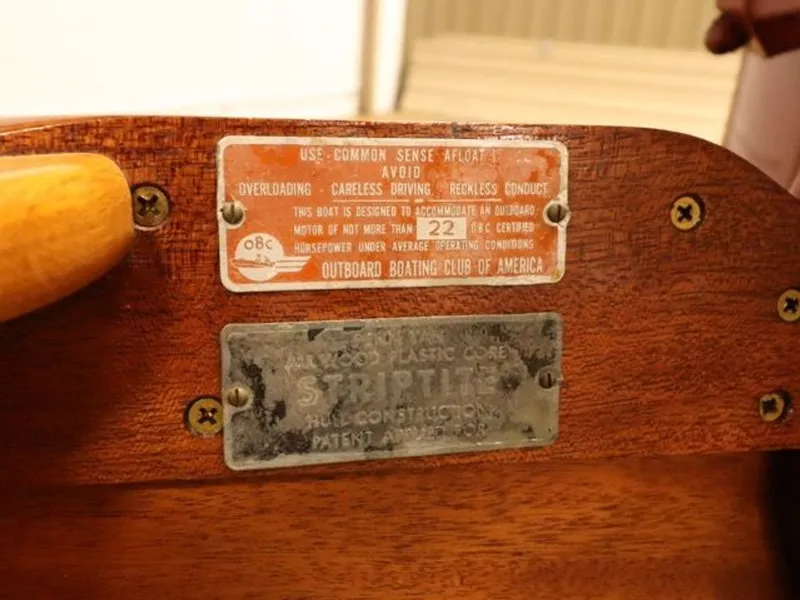 USE COMMON SENSE AFLOAT!
AVOID
OVERLOADING - CARELESS DRIVING - RECKLESS CONDUCT
THIS BOAT IS DESIGNED TO ACCOMMODATE AN OUTBOARD
MOTOR OF NOT MORE THAN 22 OBC CERTIFIED
HORSEPOWER UNDER AVERAGE OPERATING CONDITIONS
OBC
OUTBOARD BOATING CLUB OF AMERICA
WOOD PLASTIC CORE
STRIPTITE
HULL CONSTRUCTION
PATENT APPLIED FOR